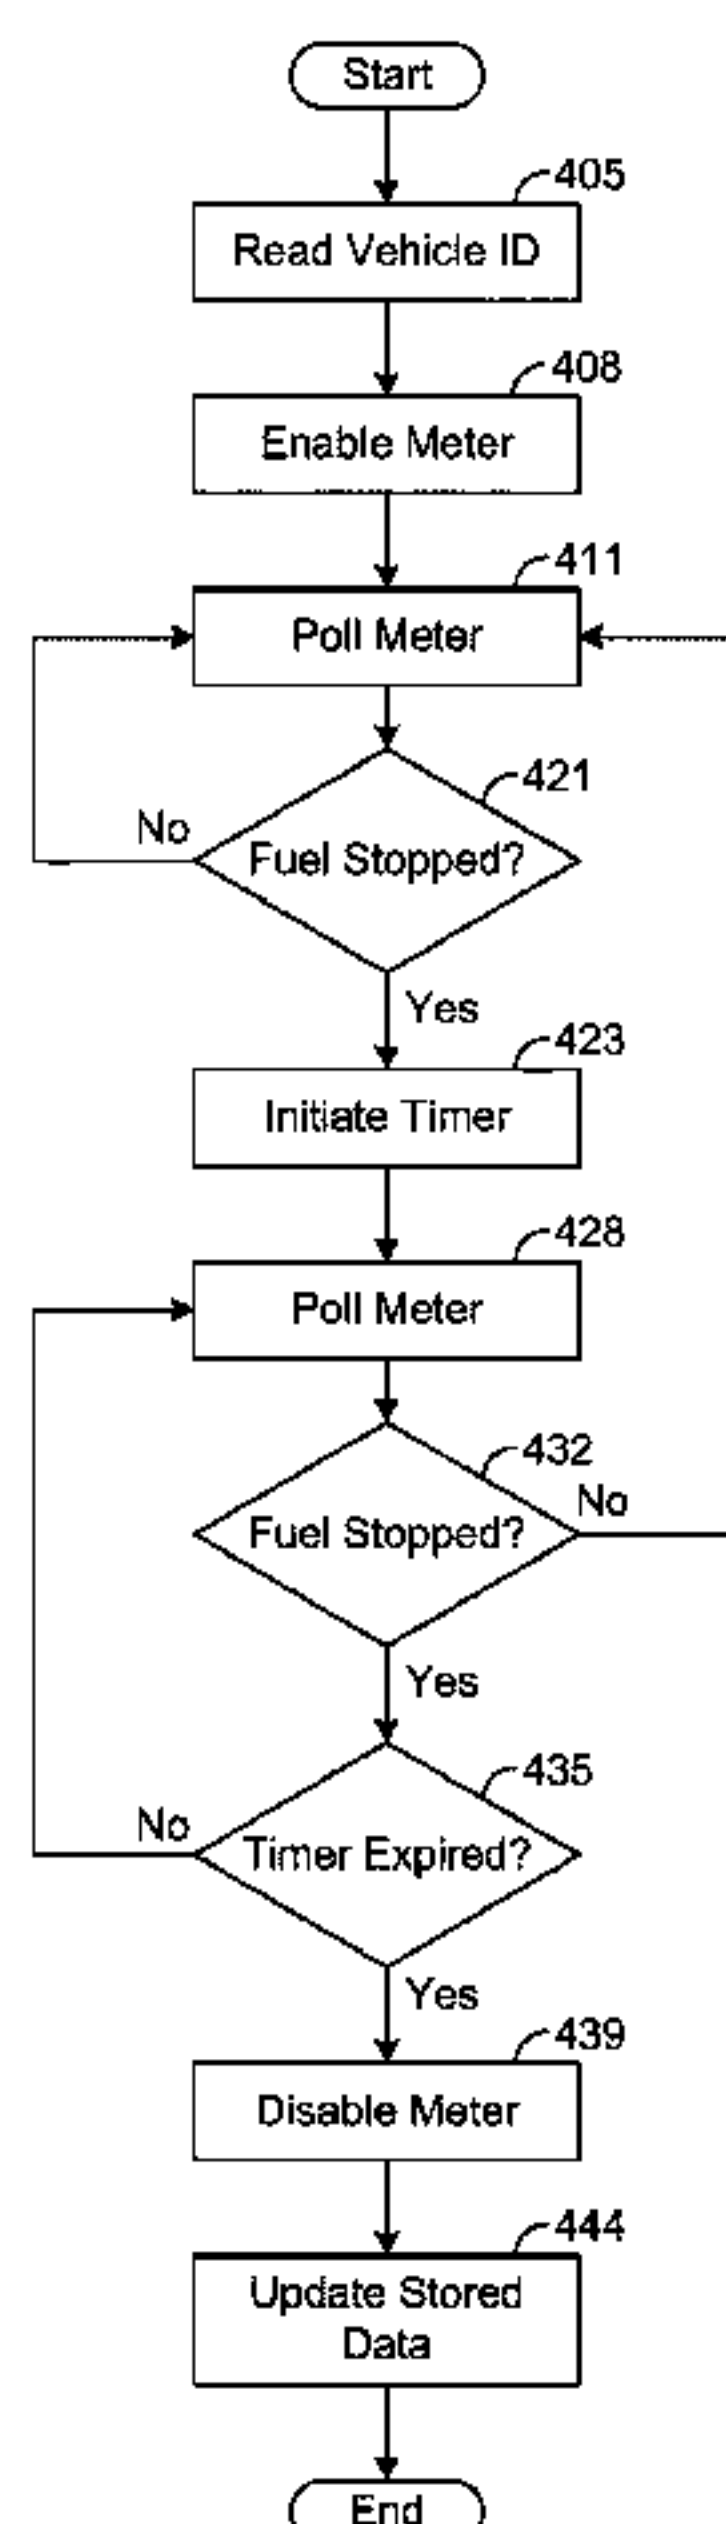 Start
405
Read Vehicle ID
408
Enable Meter
411
Poll Meter
421
No
Fuel Stopped?
Yes
423
Initiate Timer
428
Poll Meter
432
No
Fuel Stopped?
Yes
435
No
Timer Expired?
Yes
439
Disable Meter
444
Update Stored
Data
End